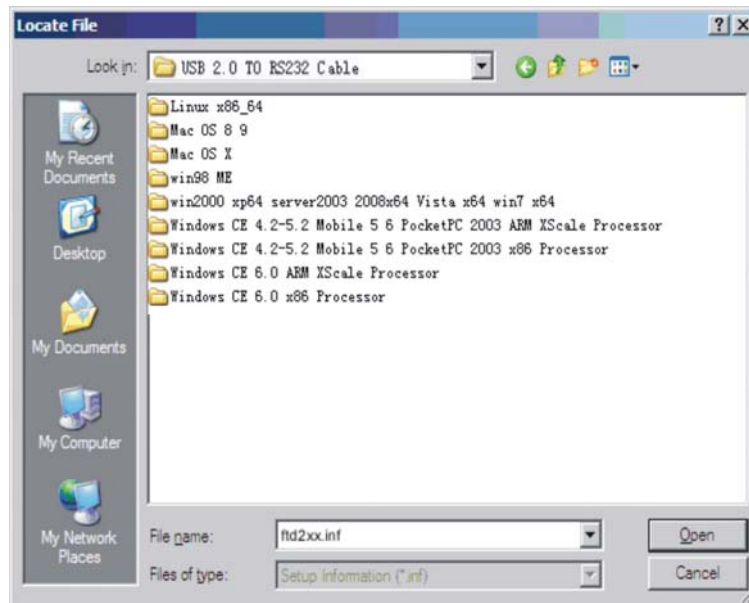 Locate File
Look in: USB 2.0 TO RS232 Cable
Linux x86_64
Mac OS 8 9
Mac OS X
win98 ME
win2000 xp64 server2003 2008x64 Vista x64 win7 x64
Windows CE 4.2-5.2 Mobile 5 6 PocketPC 2003 ARM XScale Processor
Windows CE 4.2-5.2 Mobile 5 6 PocketPC 2003 x86 Processor
Windows CE 6.0 ARM XScale Processor
Windows CE 6.0 x86 Processor
My Recent
Documents
Desktop
My Documents
My Computer
My Network
Places
File name: ftd2xx.inf Open
Files of type: Setup Information (*.inf) Cancel